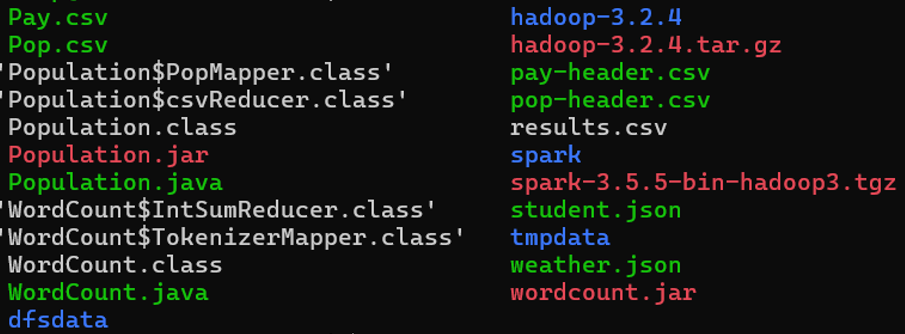 Pay.csv hadoop-3.2.4
Pop.csv hadoop-3.2.4.tar.gz
'Population$PopMapper.class' pay-header.csv
'Population$csvReducer.class' pop-header.csv
Population.class results.csv
Population.jar spark
Population.java spark-3.5.5-bin-hadoop3.tgz
'WordCount$IntSumReducer.class' student.json
'WordCount$TokenizerMapper.class' tmpdata
WordCount.class weather.json
WordCount.java wordcount.jar
dfsdata